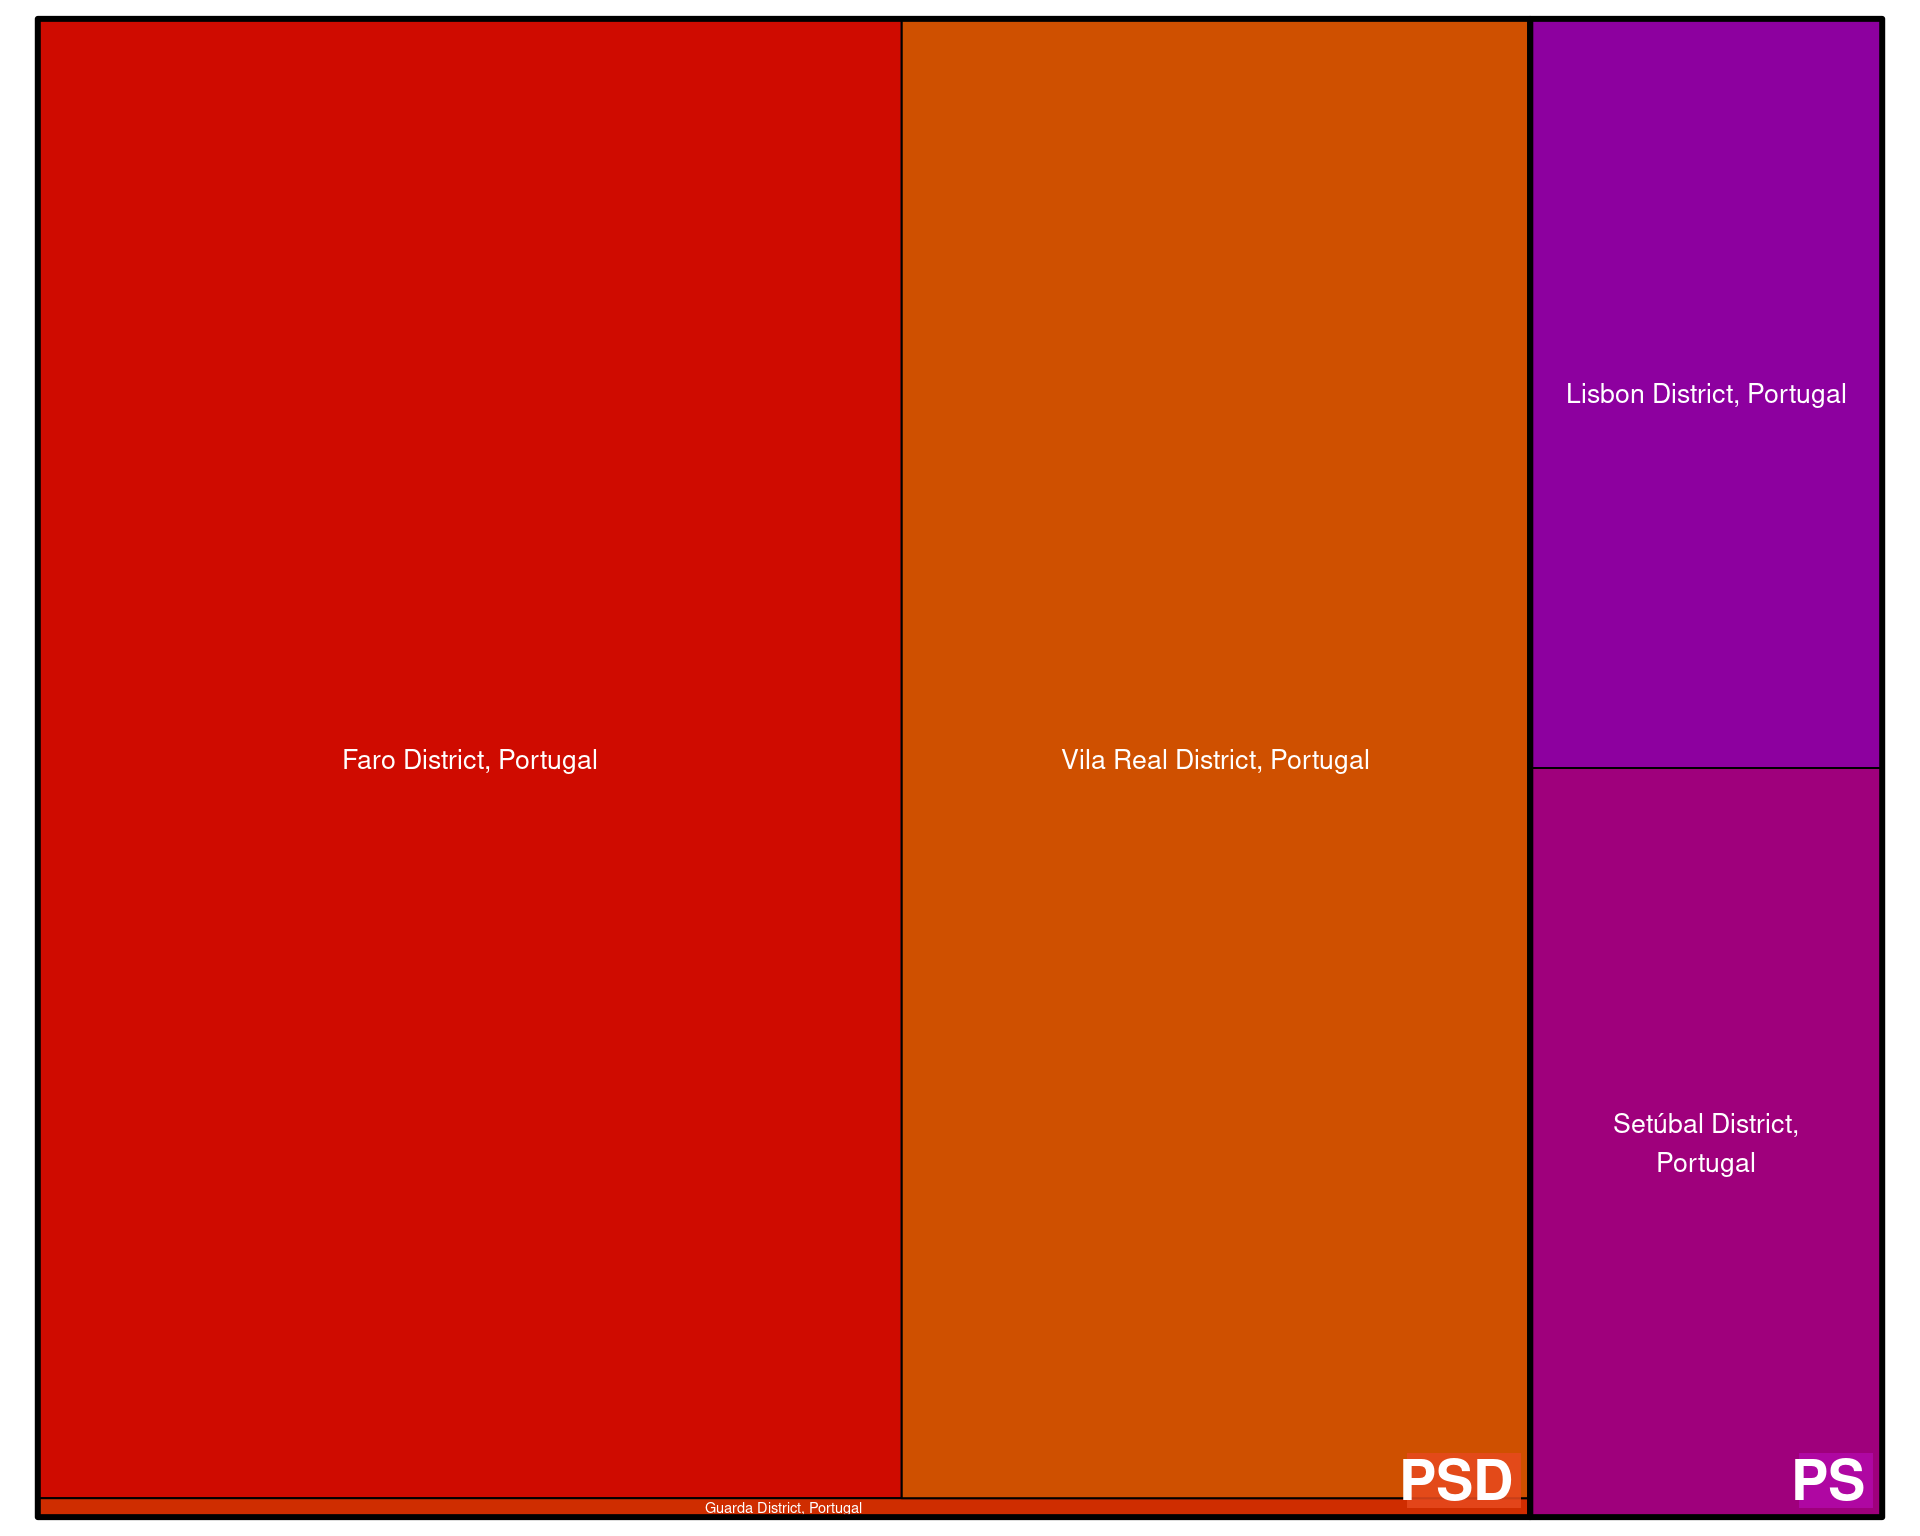 Lisbon District, Portugal
Faro District, Portugal
Vila Real District, Portugal
Setúbal District,
Portugal
PSD
PS
Guarda District, Portugal